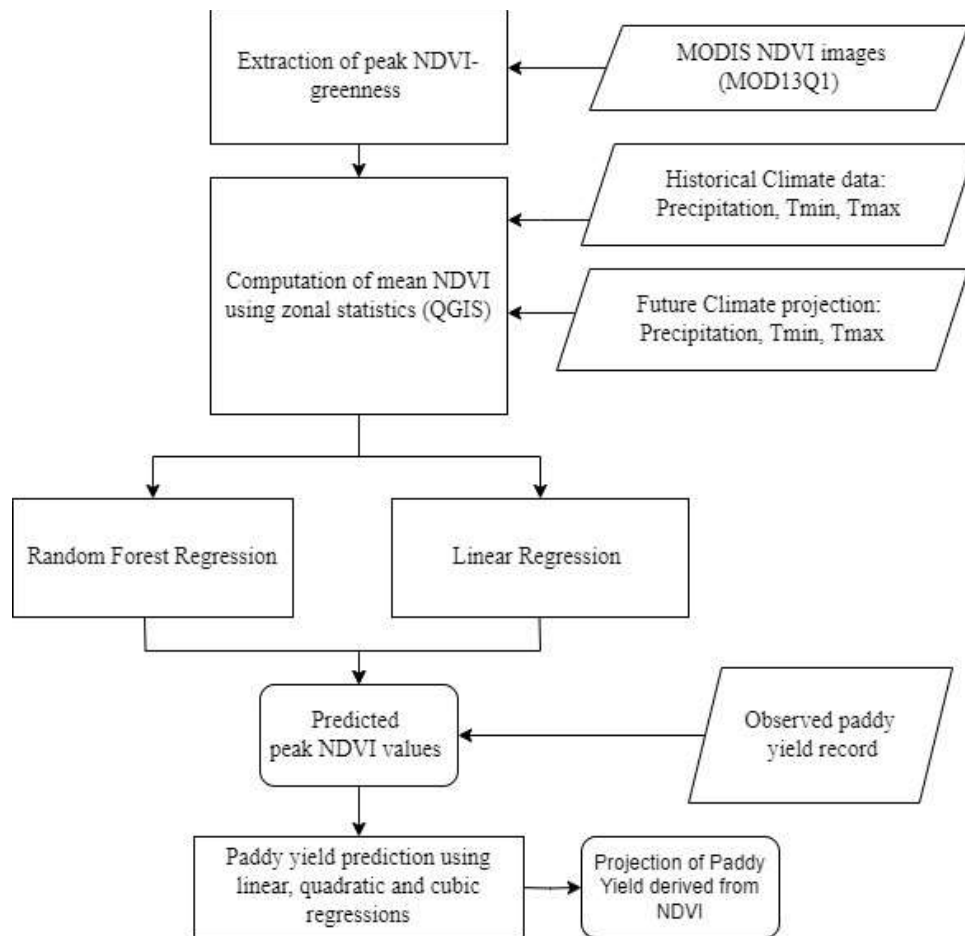 Extraction of peak NDVI-
greenness
MODIS NDVI images
(MOD13Q1)
Historical Climate data:
Precipitation, Tmin, Tmax
Computation of mean NDVI
using zonal statistics (QGIS)
Future Climate projection:
Precipitation, Tmin, Tmax
Random Forest Regression
Linear Regression
Predicted
peak NDVI values
Observed paddy
yield record
Paddy yield prediction using
linear, quadratic and cubic
regressions
Projection of Paddy
Yield derived from
NDVI